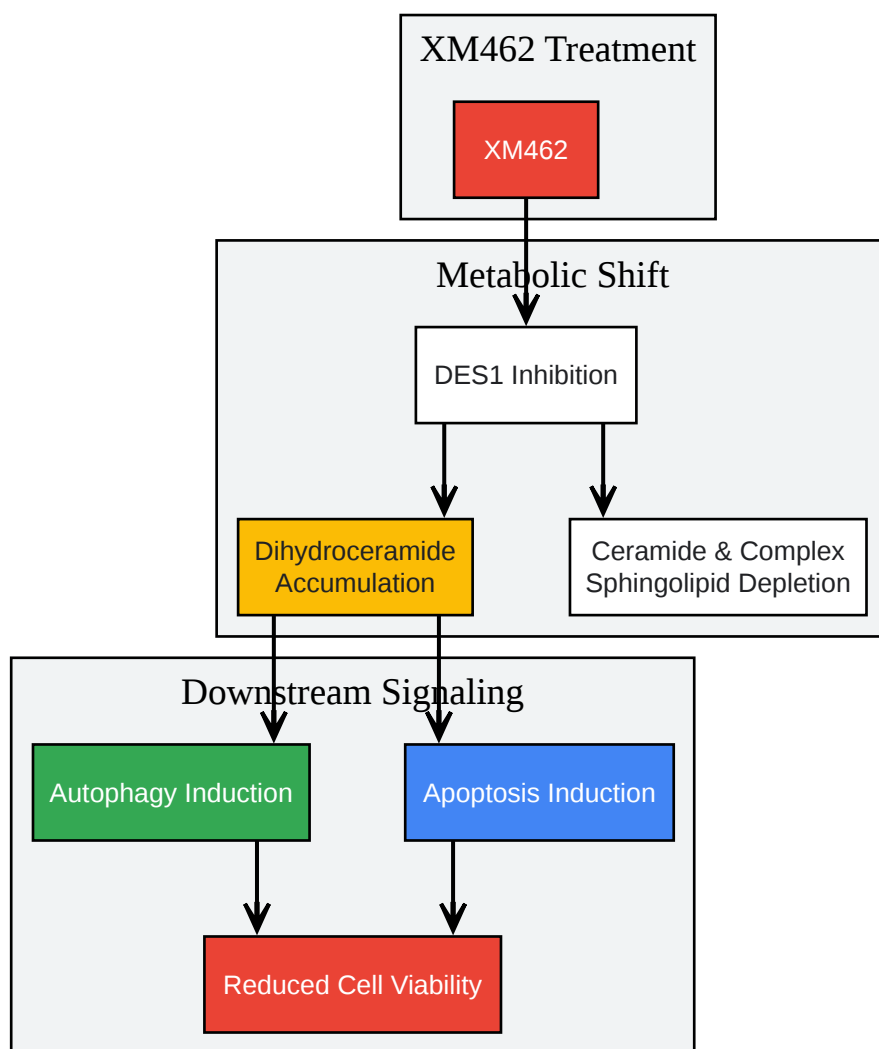 XM462 Treatment
XM462
Metabolic Shift
DES1 Inhibition
Dihydroceramide
Accumulation
Ceramide & Complex
Sphingolipid Depletion
Downstream Signaling
Autophagy Induction
Apoptosis Induction
Reduced Cell Viability